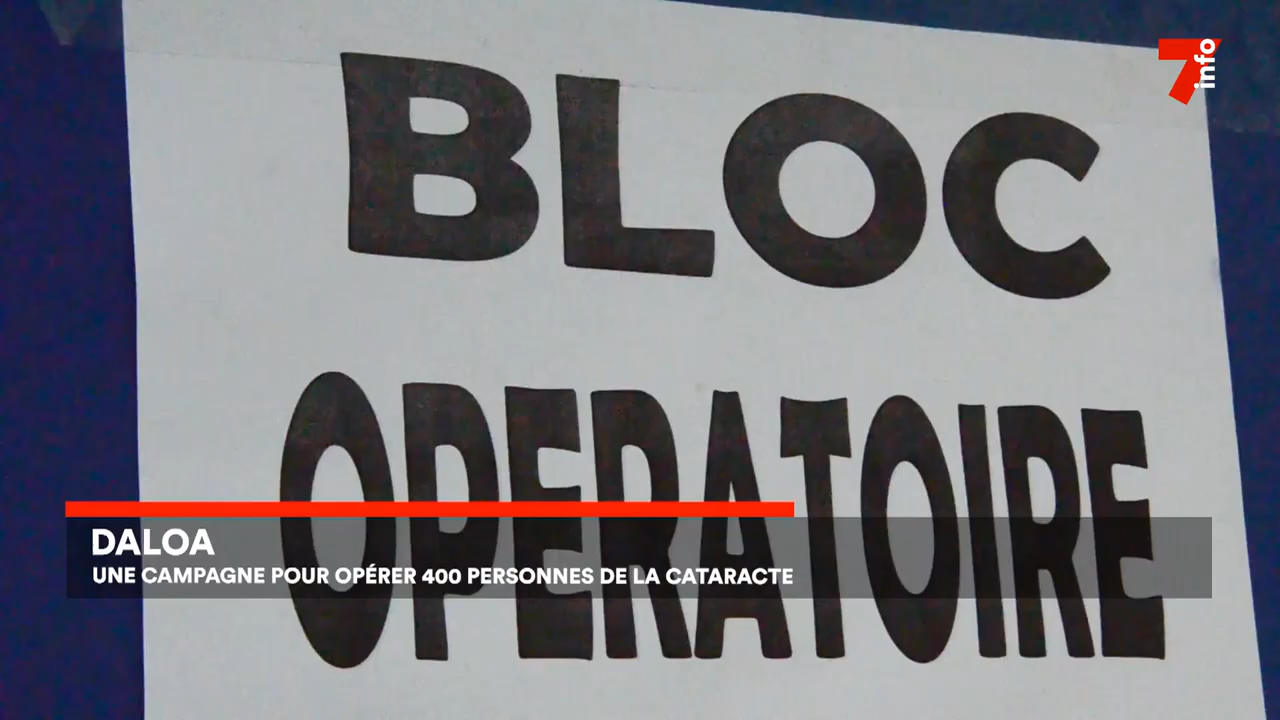 7 info
BLOC
OPERATOIRE
DALOA
UNE CAMPAGNE POUR OPÉRER 400 PERSONNES DE LA CATARACTE